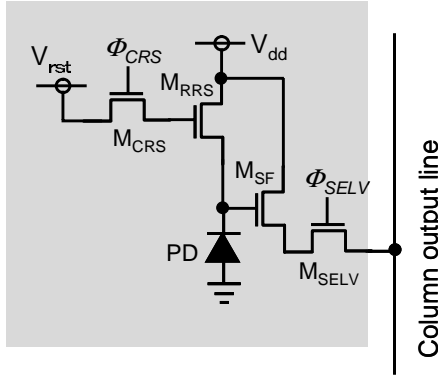 V_rst
Φ_CRS
V_dd
M_RRS
M_CRS
M_SF
Φ_SELV
PD
M_SELV
Column output line